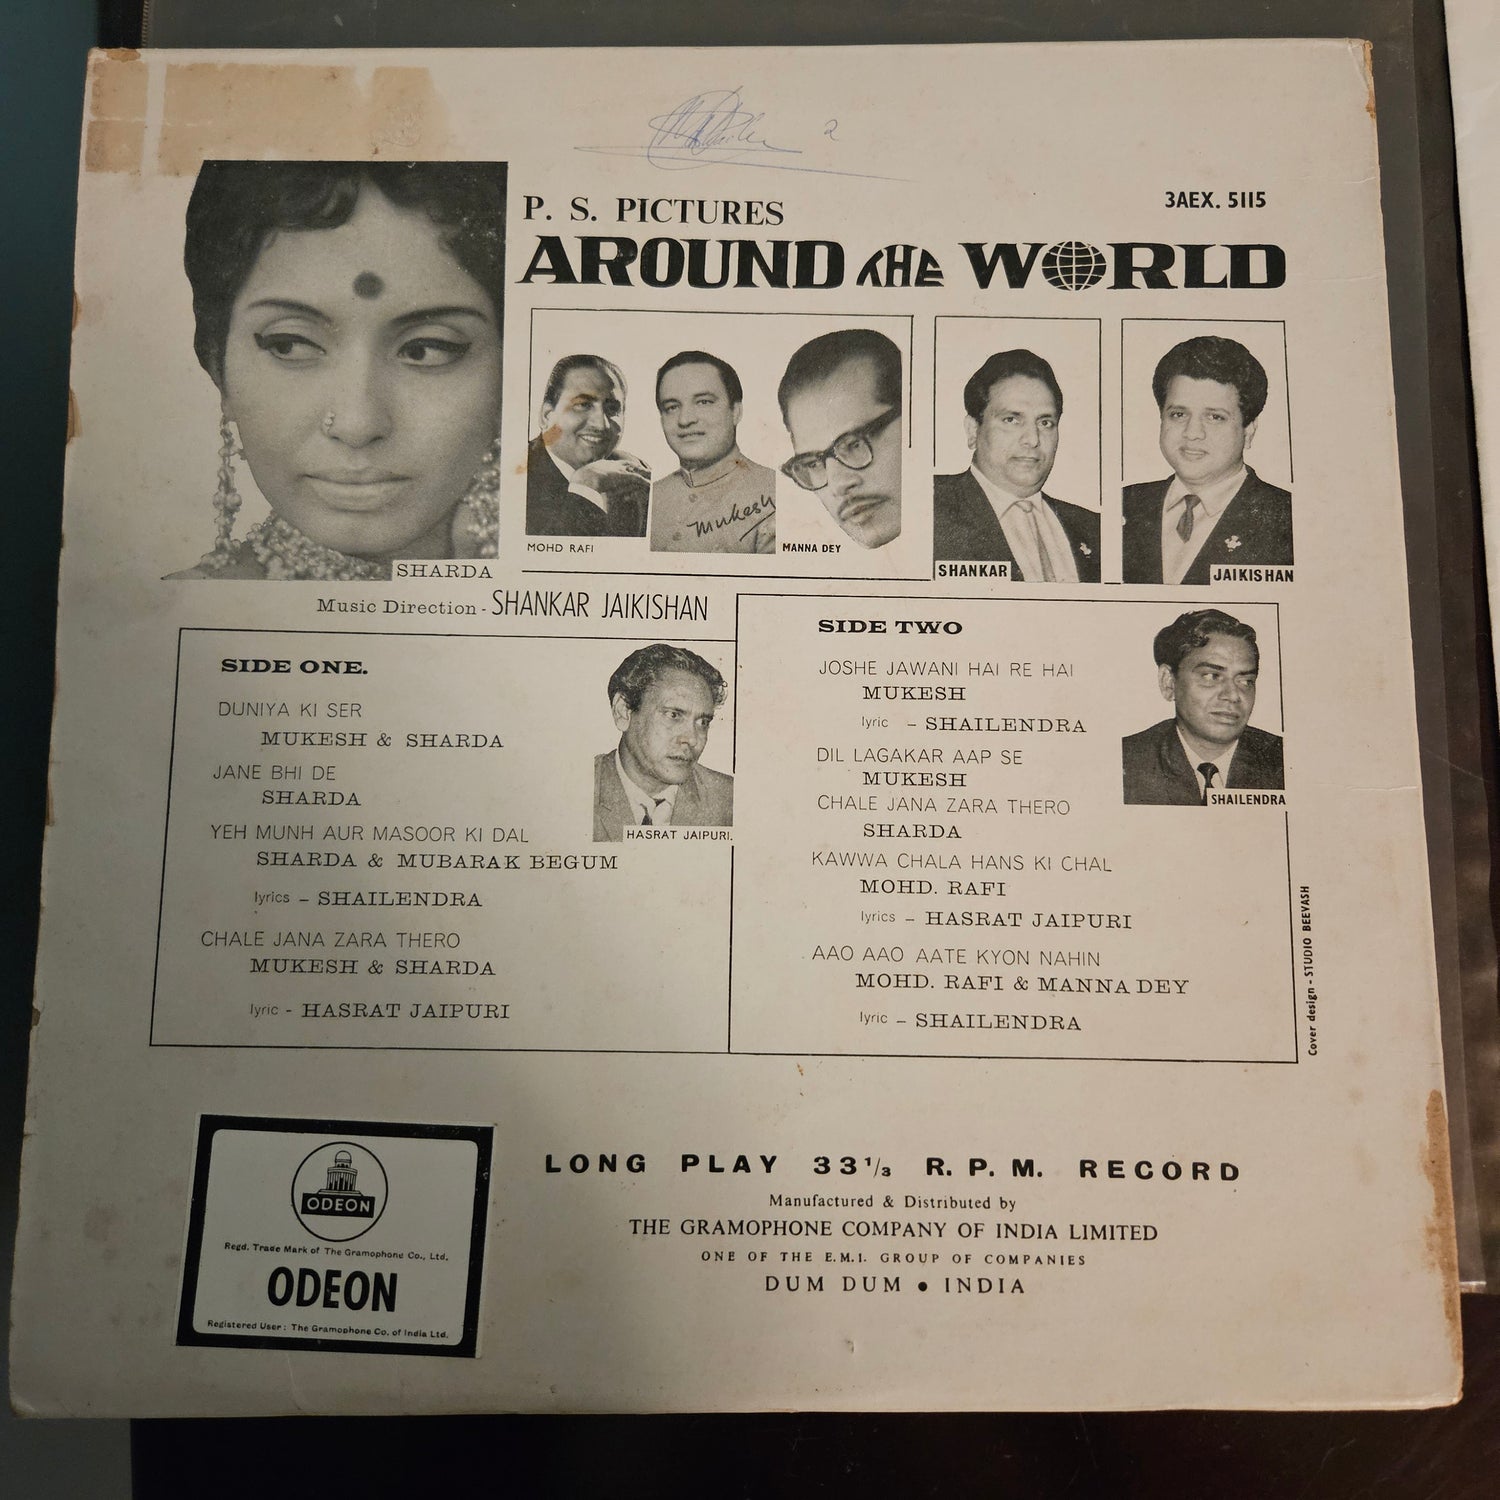 2
P. S. PICTURES
3AEX. 5115
AROUND THE WORLD
MOHD RAFI
Mukesh
MANNA DEY
SHANKAR
JAIKISHAN
SHARDA
Music Direction - SHANKAR JAIKISHAN
SIDE ONE.
DUNIYA KI SER
MUKESH & SHARDA
JANE BHI DE
SHARDA
YEH MUNH AUR MASOOR KI DAL
SHARDA & MUBARAK BEGUM
lyrics – SHAILENDRA
CHALE JANA ZARA THERO
MUKESH & SHARDA
lyric - HASRAT JAIPURI
HASRAT JAIPURI.
SIDE TWO
JOSHE JAWANI HAI RE HAI
MUKESH
lyric – SHAILENDRA
DIL LAGAKAR AAP SE
MUKESH
CHALE JANA ZARA THERO
SHARDA
KAWWA CHALA HANS KI CHAL
MOHD. RAFI
lyrics – HASRAT JAIPURI
AAO AAO AATE KYON NAHIN
MOHD. RAFI & MANNA DEY
lyric – SHAILENDRA
SHAILENDRA
Cover design - STUDIO BEEYASH
ODEON
Regd. Trade Mark of The Gramophone Co., Ltd.
ODEON
Registered User : The Gramophone Co. of India Ltd.
LONG PLAY 33 1/3 R. P. M. RECORD
Manufactured & Distributed by
THE GRAMOPHONE COMPANY OF INDIA LIMITED
ONE OF THE E.M.I. GROUP OF COMPANIES
DUM DUM • INDIA